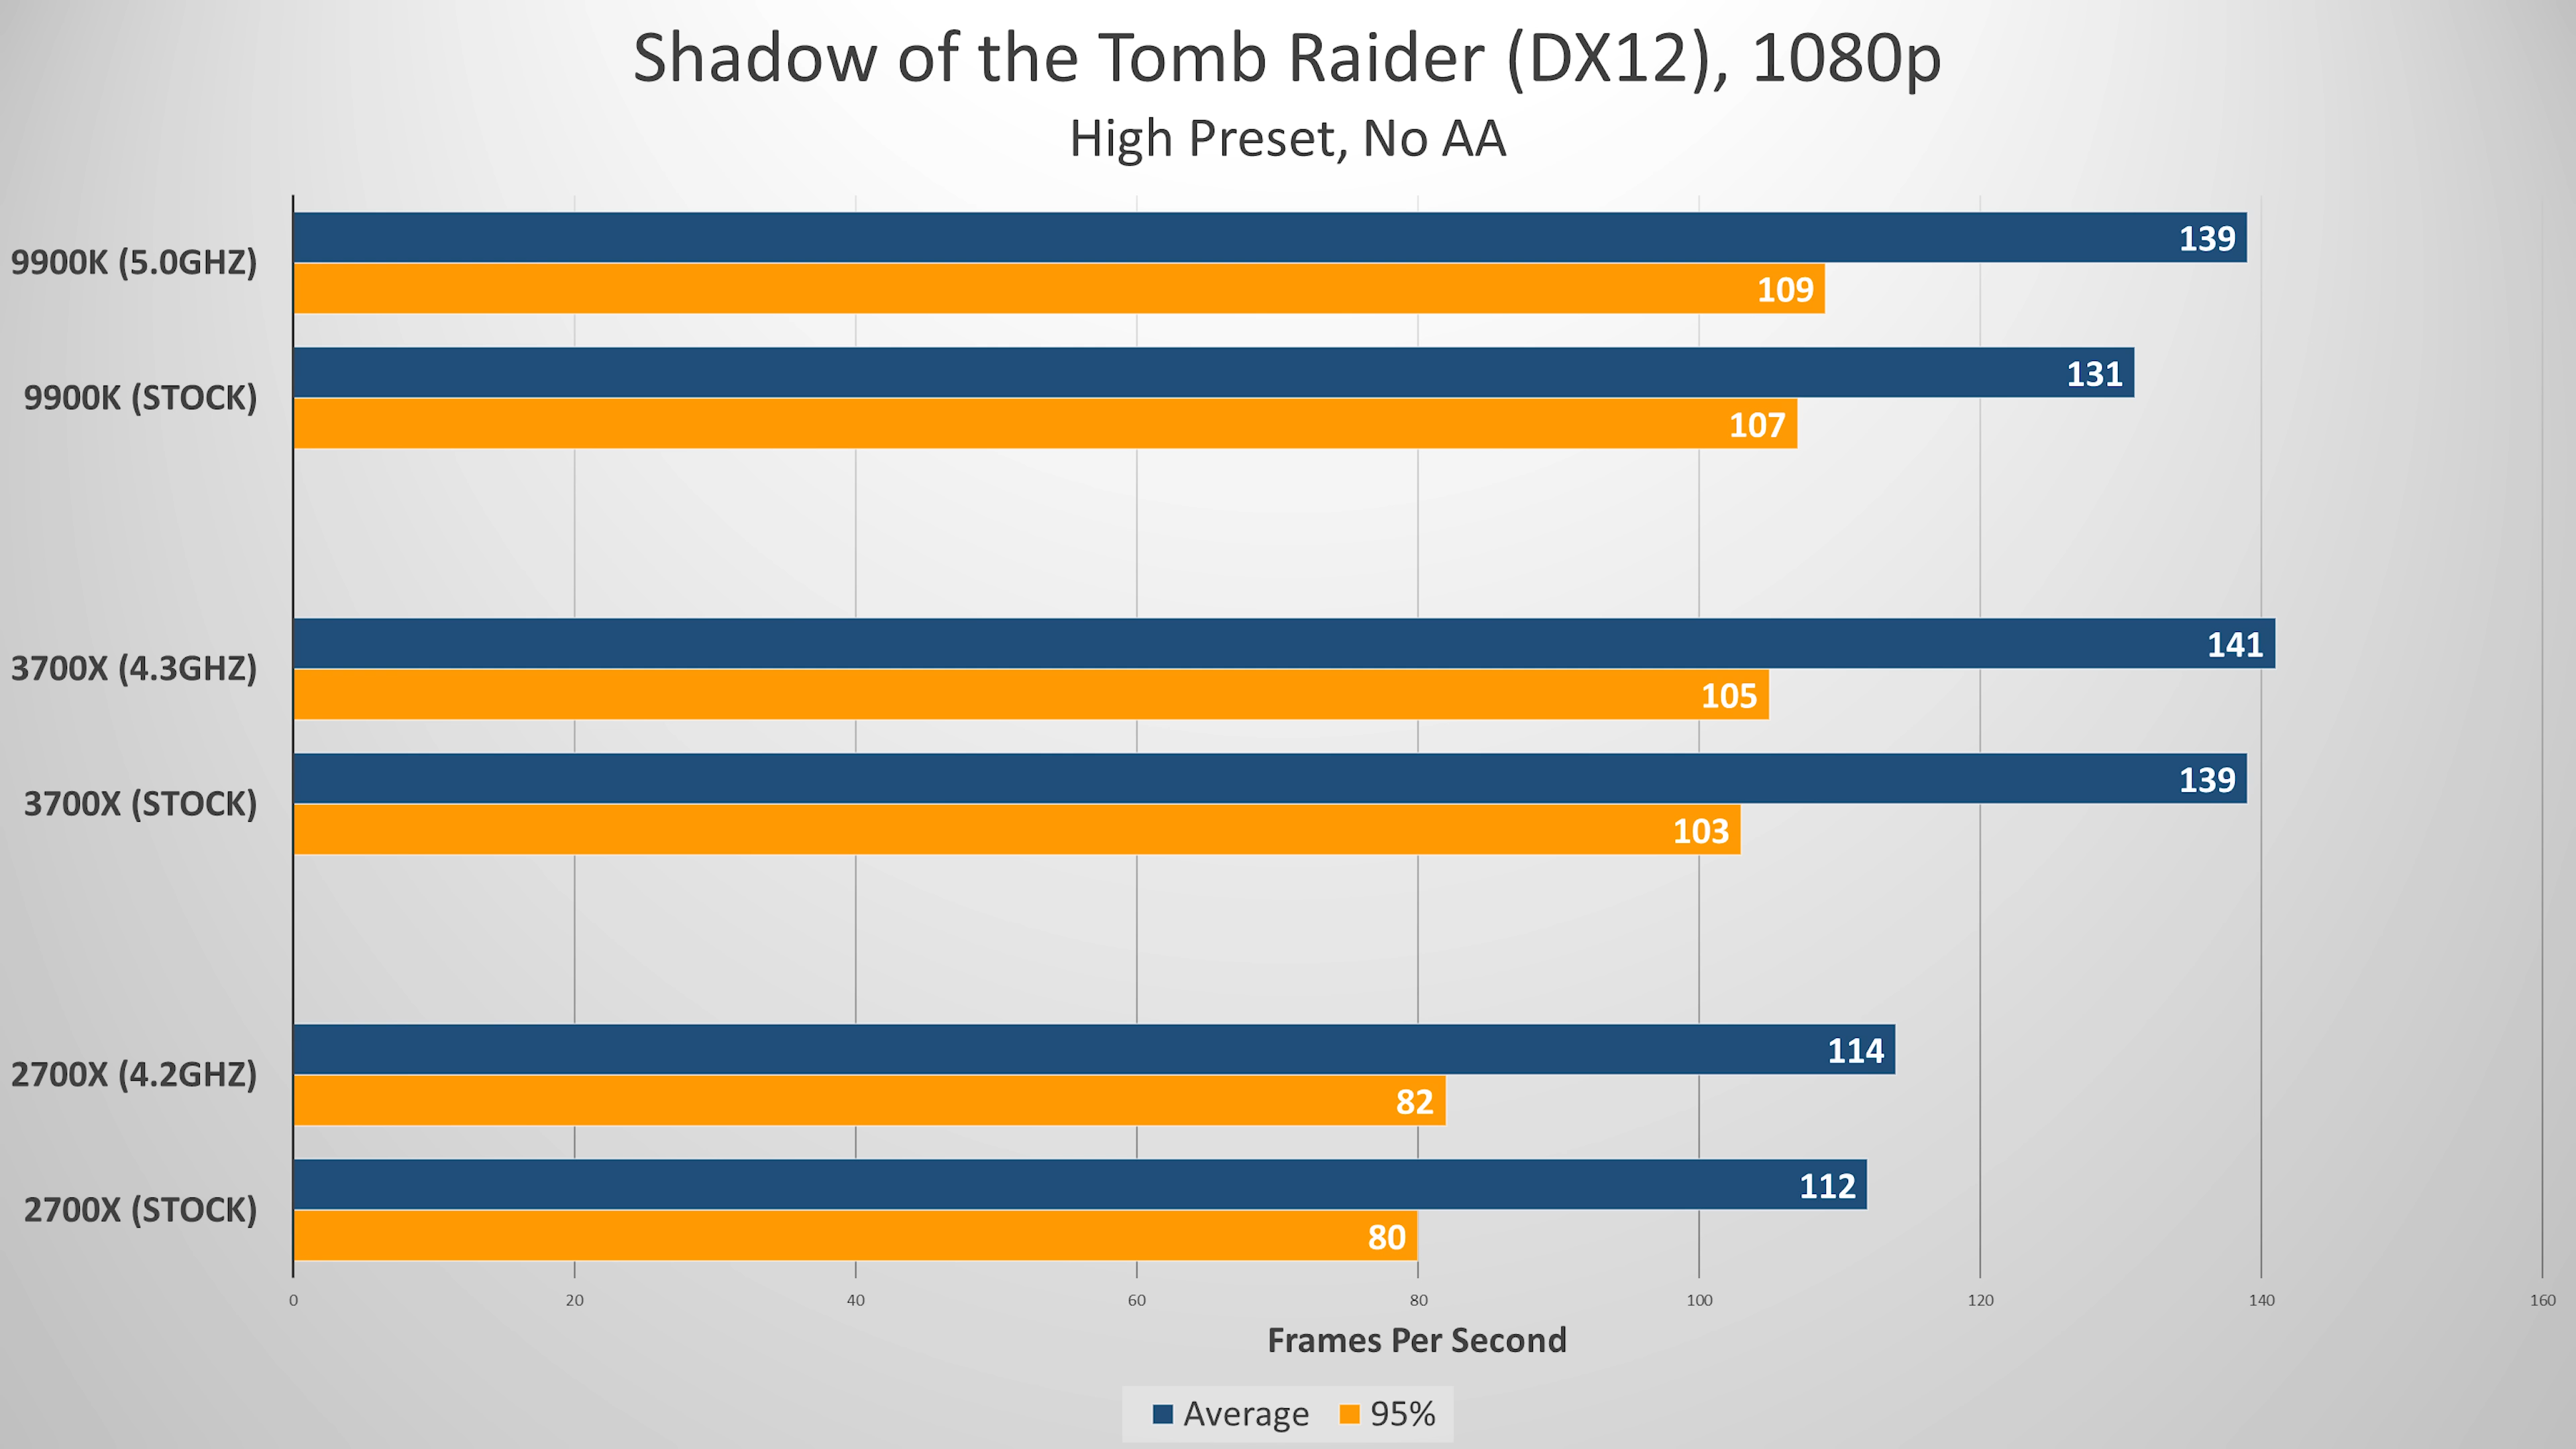 Shadow of the Tomb Raider (DX12), 1080p
High Preset, No AA
9900K (5.0GHZ)
139
109
9900K (STOCK)
131
107
3700X (4.3GHZ)
141
105
3700X (STOCK)
139
103
2700X (4.2GHZ)
114
82
2700X (STOCK)
112
80
0 20 40 60 80 100 120 140 160
Frames Per Second
Average 95%